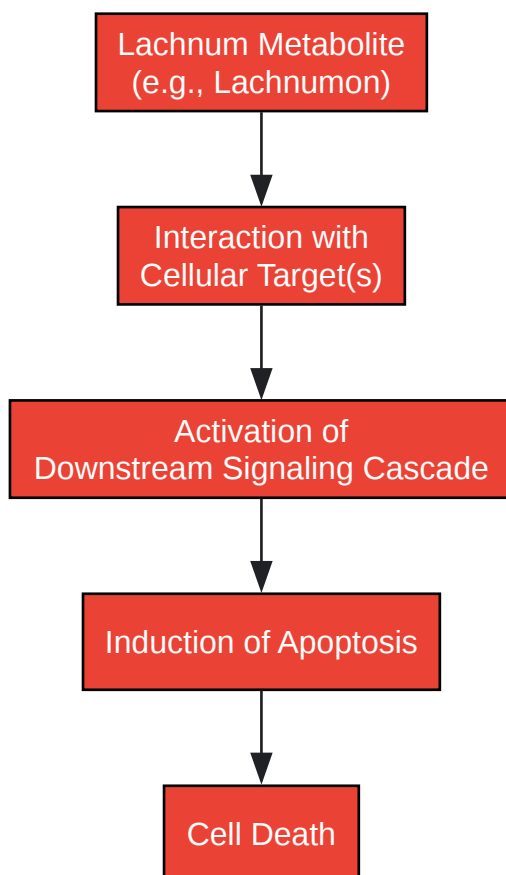 Lachnum Metabolite
(e.g., Lachnumon)
Interaction with
Cellular Target(s)
Activation of
Downstream Signaling Cascade
Induction of Apoptosis
Cell Death